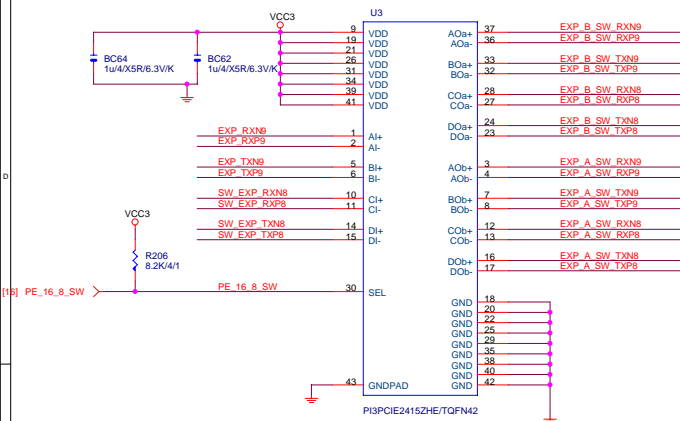 VCC3
U3
BC64
1u/4/X5R/6.3V/K
BC62
1u/4/X5R/6.3V/K
9 VDD
19 VDD
21 VDD
26 VDD
31 VDD
34 VDD
39 VDD
41 VDD
EXP_RXN9 1 AI+
EXP_RXP9 2 AI-
EXP_TXN9 5 BI+
EXP_TXP9 6 BI-
SW_EXP_RXN8 10 CI+
SW_EXP_RXP8 11 CI-
SW_EXP_TXN8 14 DI+
SW_EXP_TXP8 15 DI-
D
VCC3
R206
8.2K/4/1
[16] PE_16_8_SW
PE_16_8_SW 30 SEL
43 GNDPAD
AOa+ 37 EXP_B_SW_RXN9
AOa- 36 EXP_B_SW_RXP9
BOa+ 33 EXP_B_SW_TXN9
BOa- 32 EXP_B_SW_TXP9
COa+ 28 EXP_B_SW_RXN8
COa- 27 EXP_B_SW_RXP8
DOa+ 24 EXP_B_SW_TXN8
DOa- 23 EXP_B_SW_TXP8
AOb+ 3 EXP_A_SW_RXN9
AOb- 4 EXP_A_SW_RXP9
BOb+ 7 EXP_A_SW_TXN9
BOb- 8 EXP_A_SW_TXP9
COb+ 12 EXP_A_SW_RXN8
COb- 13 EXP_A_SW_RXP8
DOb+ 16 EXP_A_SW_TXN8
DOb- 17 EXP_A_SW_TXP8
GND 18
GND 20
GND 22
GND 25
GND 29
GND 35
GND 38
GND 40
GND 42
PI3PCIE2415ZHE/TQFN42